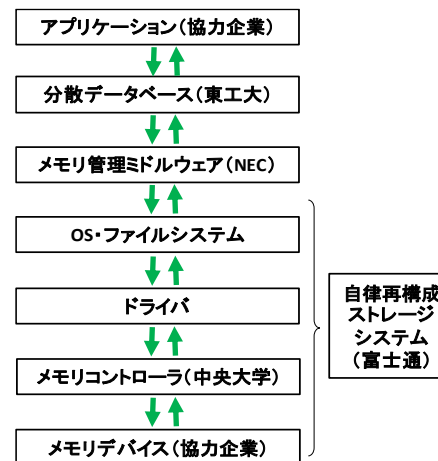 アプリケーション(協力企業)
分散データベース(東工大)
メモリ管理ミドルウェア(NEC)
OS・ファイルシステム
ドライバ
メモリコントローラ(中央大学)
メモリデバイス(協力企業)
自律再構成
ストレージ
システム
(富士通)